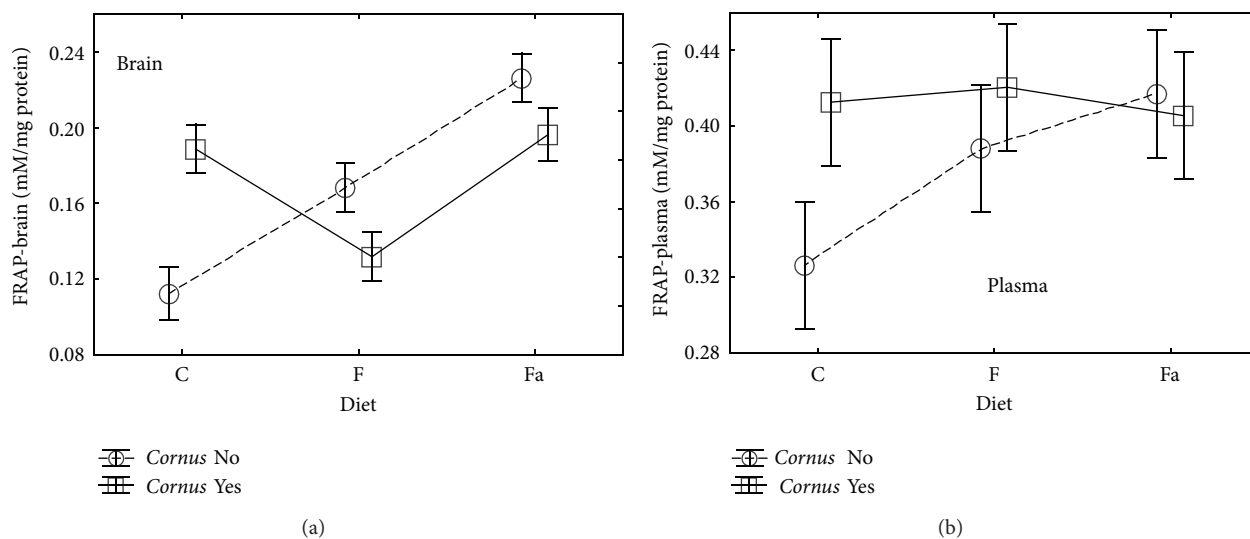 0.24
0.20
0.16
0.12
0.08
FRAP-brain (mM/mg protein)
Brain
C F Fa
Diet
Cornus No
Cornus Yes
(a)
0.44
0.40
0.36
0.32
0.28
FRAP-plasma (mM/mg protein)
Plasma
C F Fa
Diet
Cornus No
Cornus Yes
(b)